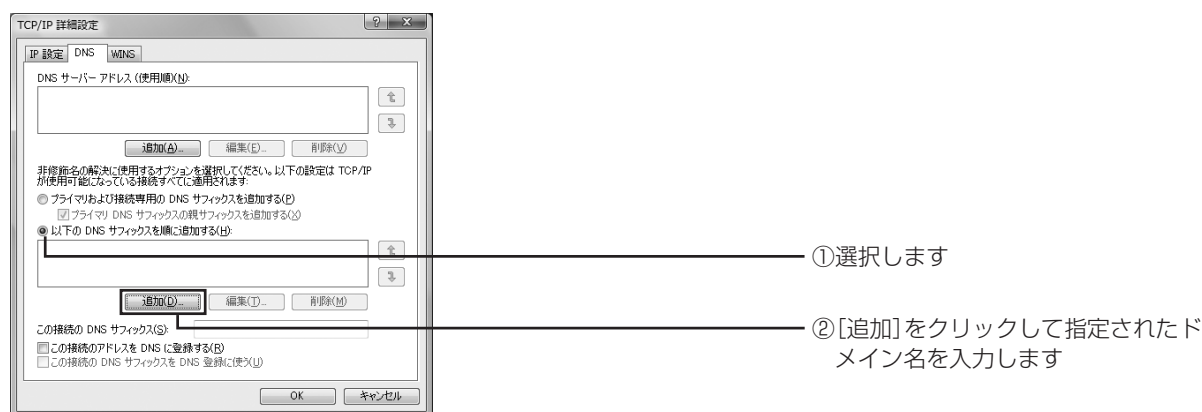 TCP/IP 詳細設定
IP 設定 DNS WINS
DNS サーバー アドレス (使用順)(N):
追加(A)... 編集(E)... 削除(V)
非修飾名の解決に使用するオプションを選択してください。以下の設定は TCP/IP
が使用可能になっている接続すべてに適用されます:
プライマリおよび接続専用の DNS サフィックスを追加する(P)
プライマリ DNS サフィックスの親サフィックスを追加する(X)
以下の DNS サフィックスを順に追加する(H):
①選択します
追加(D)... 編集(T)... 削除(M)
この接続の DNS サフィックス(S):
②[追加]をクリックして指定されたド
メイン名を入力します
この接続のアドレスを DNS に登録する(R)
この接続の DNS サフィックスを DNS 登録に使う(U)
OK キャンセル